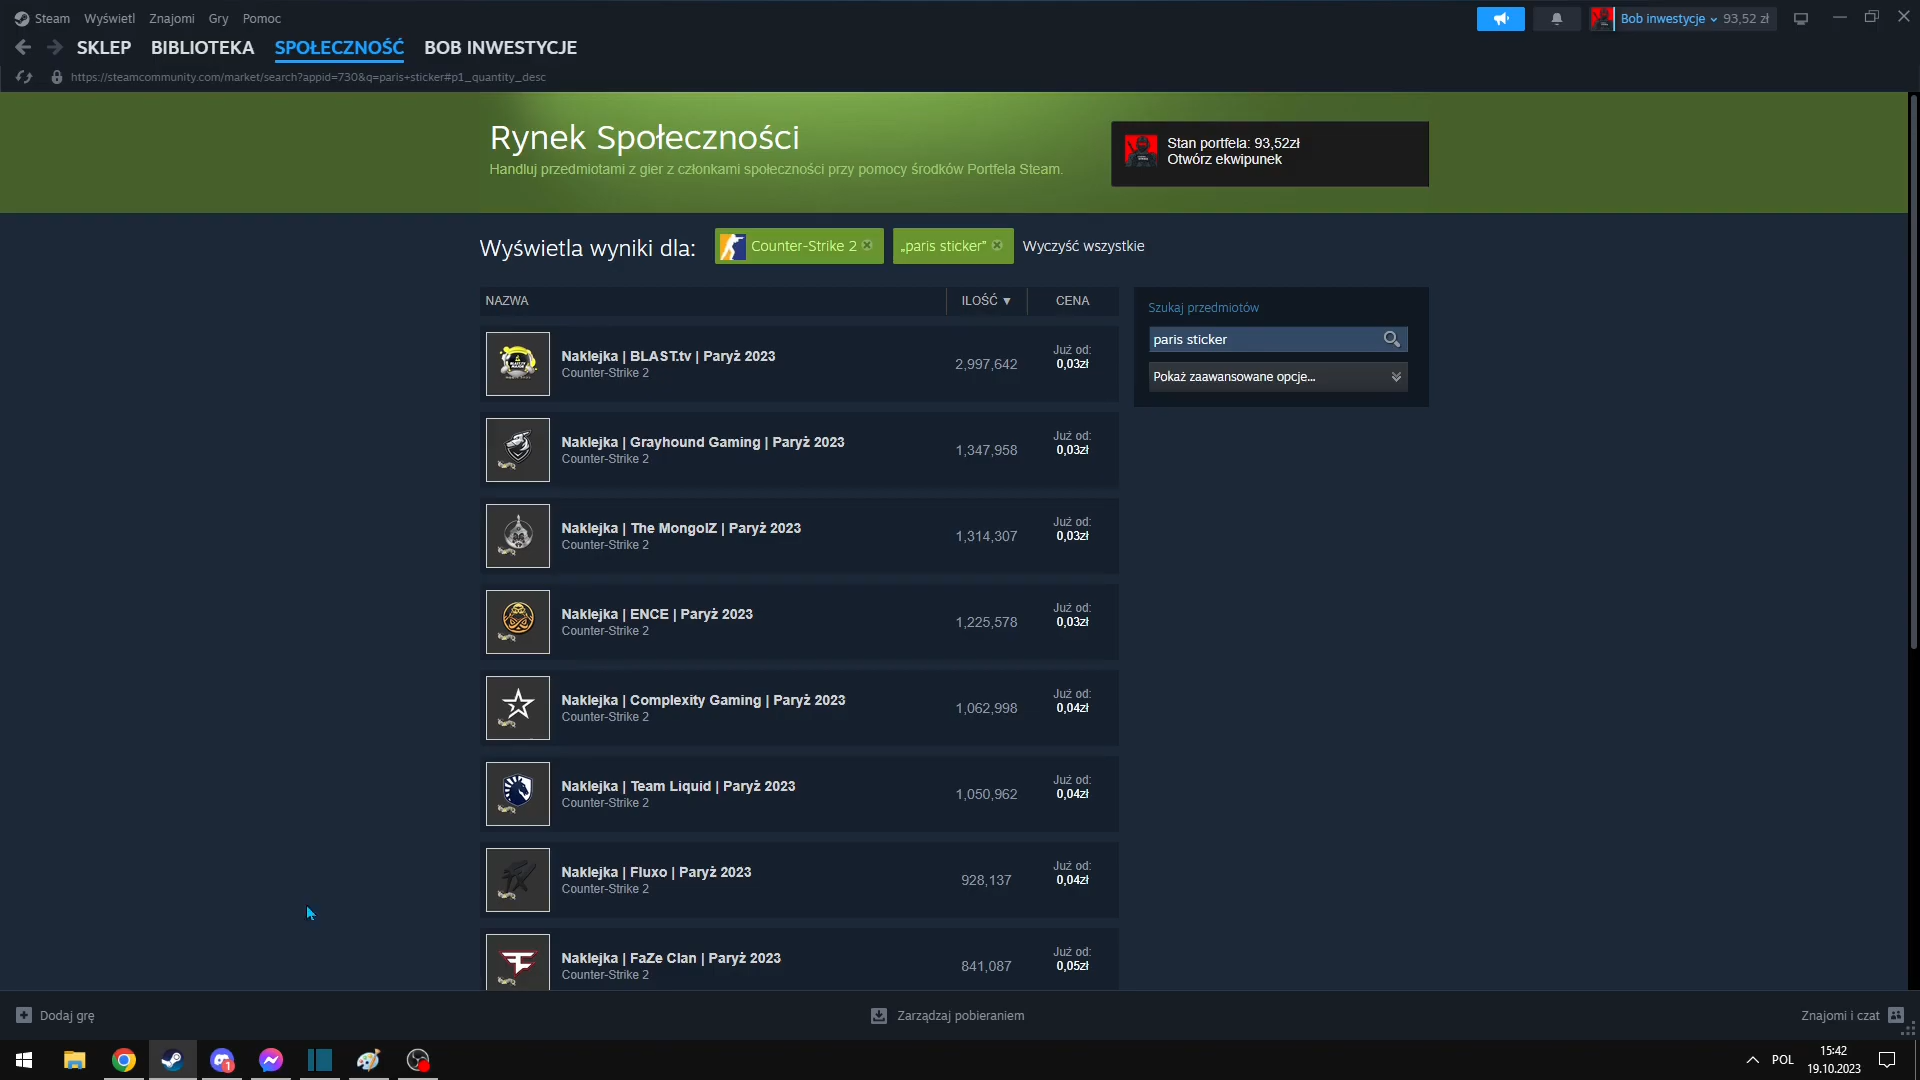 Steam Wyświetl Znajomi Gry Pomoc
Bob inwestycje 93,52 zł
SKLEP BIBLIOTEKA SPOŁECZNOŚĆ BOB INWESTYCJE
https://steamcommunity.com/market/search?appid=730&q=paris+sticker#p1_quantity_desc
Rynek Społeczności
Handluj przedmiotami z gier z członkami społeczności przy pomocy środków Portfela Steam.
Stan portfela: 93,52zł
Otwórz ekwipunek
Wyświetla wyniki dla: Counter-Strike 2 „paris sticker” Wyczyść wszystkie
NAZWA ILOŚĆ ▼ CENA
Naklejka | BLAST.tv | Paryż 2023
Counter-Strike 2
2,997,642
Już od:
0,03zł
Naklejka | Grayhound Gaming | Paryż 2023
Counter-Strike 2
1,347,958
Już od:
0,03zł
Naklejka | The MongolZ | Paryż 2023
Counter-Strike 2
1,314,307
Już od:
0,03zł
Naklejka | ENCE | Paryż 2023
Counter-Strike 2
1,225,578
Już od:
0,03zł
Naklejka | Complexity Gaming | Paryż 2023
Counter-Strike 2
1,062,998
Już od:
0,04zł
Naklejka | Team Liquid | Paryż 2023
Counter-Strike 2
1,050,962
Już od:
0,04zł
Naklejka | Fluxo | Paryż 2023
Counter-Strike 2
928,137
Już od:
0,04zł
Naklejka | FaZe Clan | Paryż 2023
Counter-Strike 2
841,087
Już od:
0,05zł
Szukaj przedmiotów
paris sticker
Pokaż zaawansowane opcje...
Dodaj grę
Zarządzaj pobieraniem
Znajomi i czat
1
POL
15:42
19.10.2023